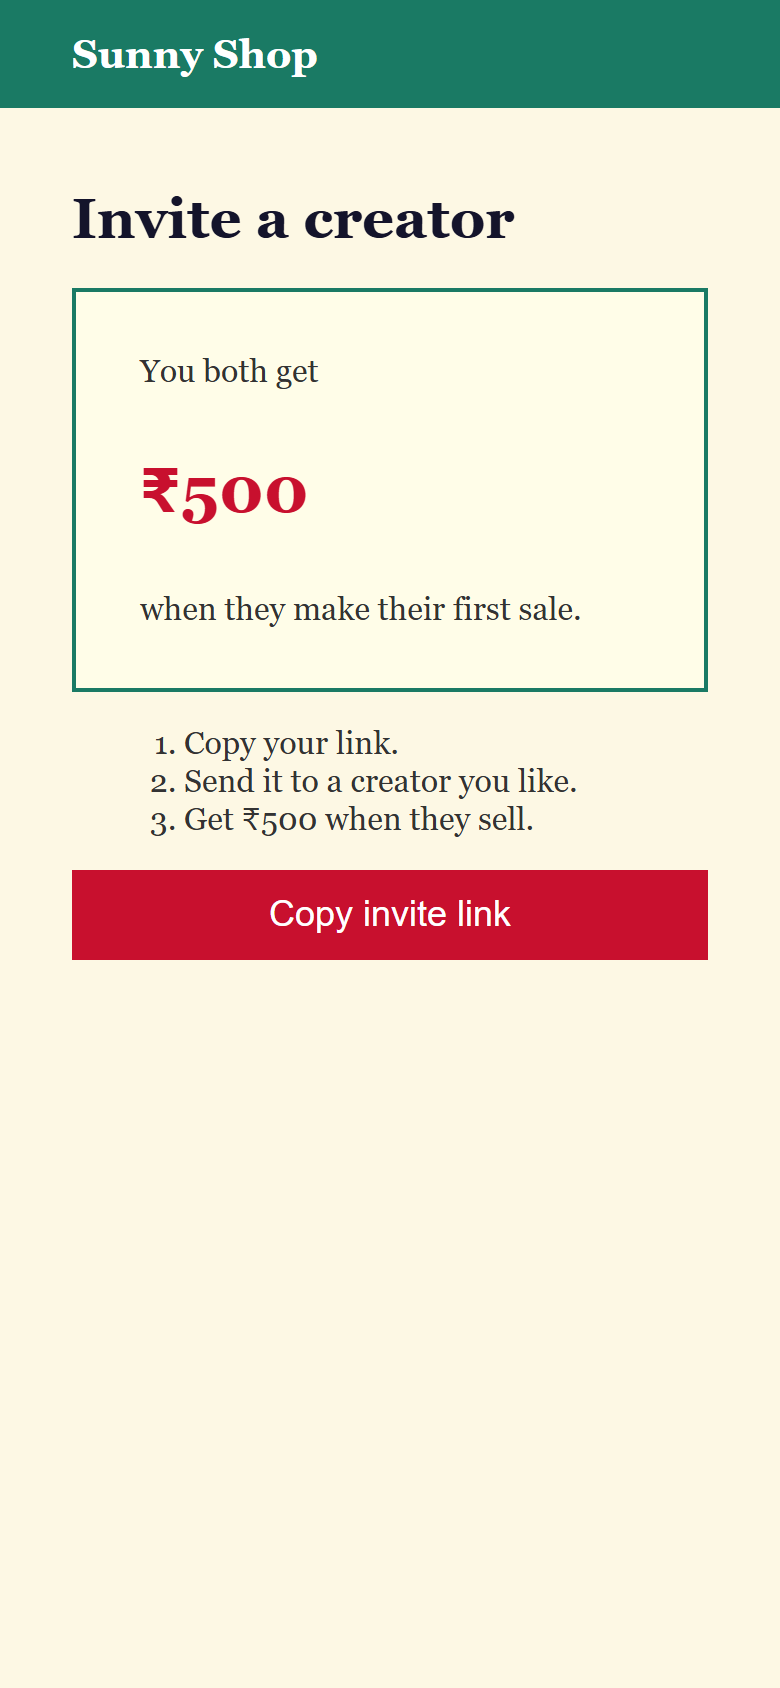 Sunny Shop
Invite a creator
You both get
₹500
when they make their first sale.
1. Copy your link.
2. Send it to a creator you like.
3. Get ₹500 when they sell.
Copy invite link